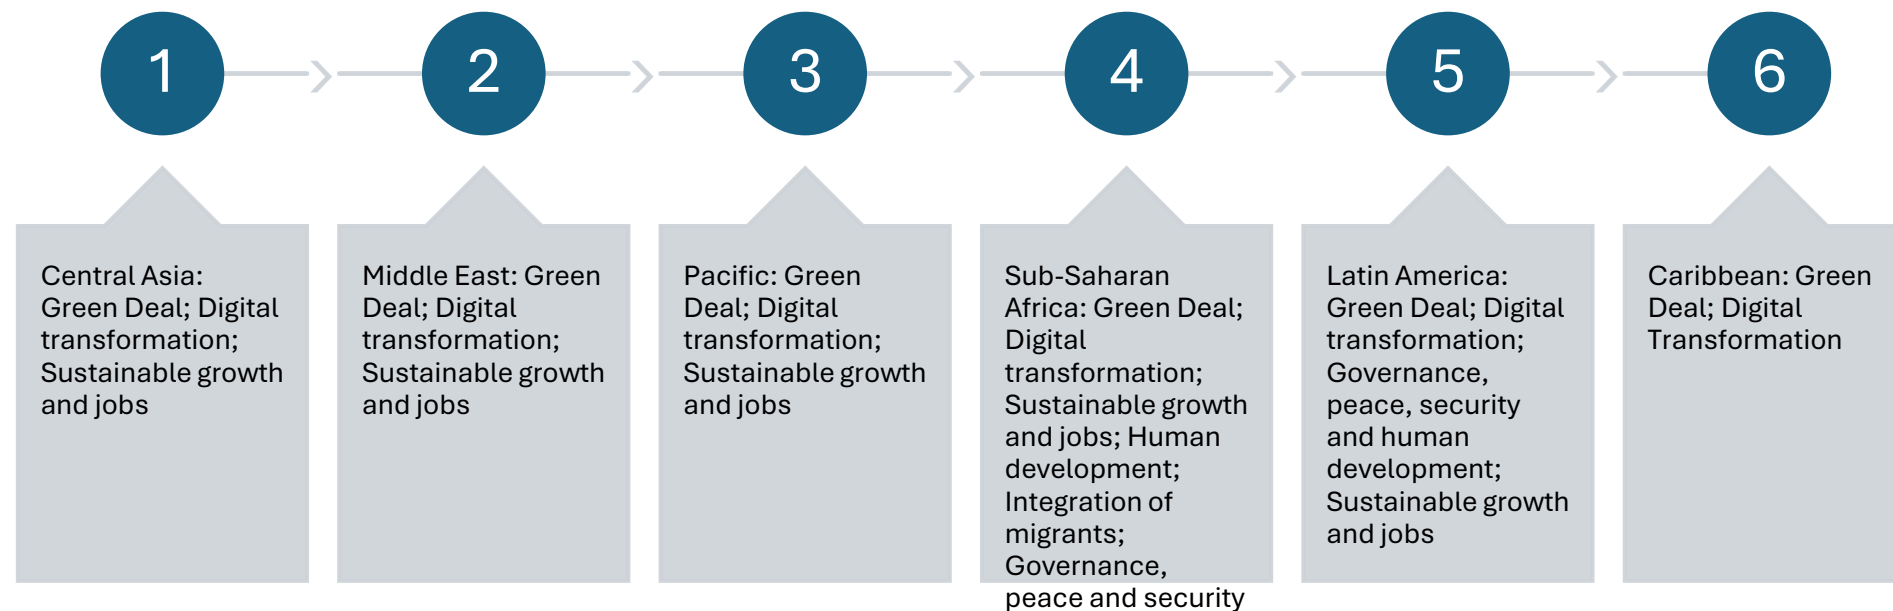 1
2
3
4
5
6
Central Asia:
Green Deal; Digital
transformation;
Sustainable growth
and jobs
Middle East: Green
Deal; Digital
transformation;
Sustainable growth
and jobs
Pacific: Green
Deal; Digital
transformation;
Sustainable growth
and jobs
Sub-Saharan
Africa: Green Deal;
Digital
transformation;
Sustainable growth
and jobs; Human
development;
Integration of
migrants;
Governance,
peace and security
Latin America:
Green Deal; Digital
transformation;
Governance,
peace, security
and human
development;
Sustainable growth
and jobs
Caribbean: Green
Deal; Digital
Transformation